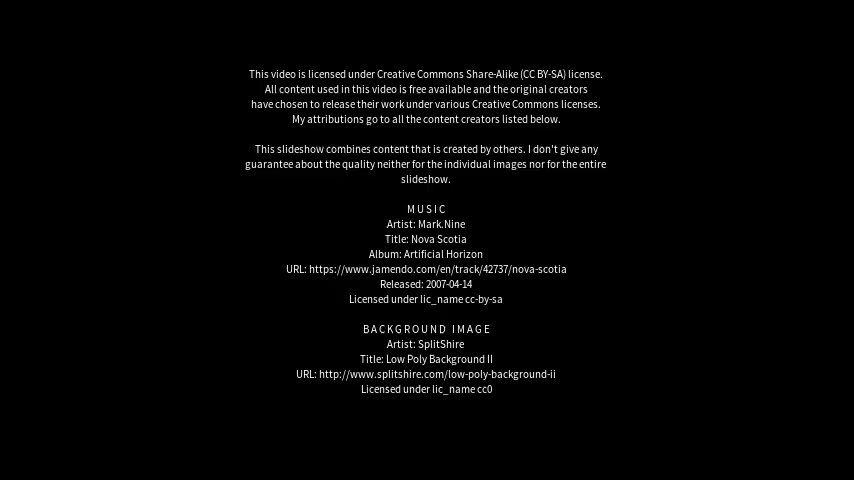 This video is licensed under Creative Commons Share-Alike (CC BY-SA) license.
All content used in this video is free available and the original creators
have chosen to release their work under various Creative Commons licenses.
My attributions go to all the content creators listed below.
This slideshow combines content that is created by others. I don't give any
guarantee about the quality neither for the individual images nor for the entire
slideshow.
MUSIC
Artist: Mark.Nine
Title: Nova Scotia
Album: Artificial Horizon
URL: https://www.jamendo.com/en/track/42737/nova-scotia
Released: 2007-04-14
Licensed under lic_name cc-by-sa
BACKGROUND IMAGE
Artist: SplitShire
Title: Low Poly Background II
URL: http://www.splitshire.com/low-poly-background-ii
Licensed under lic_name cc0